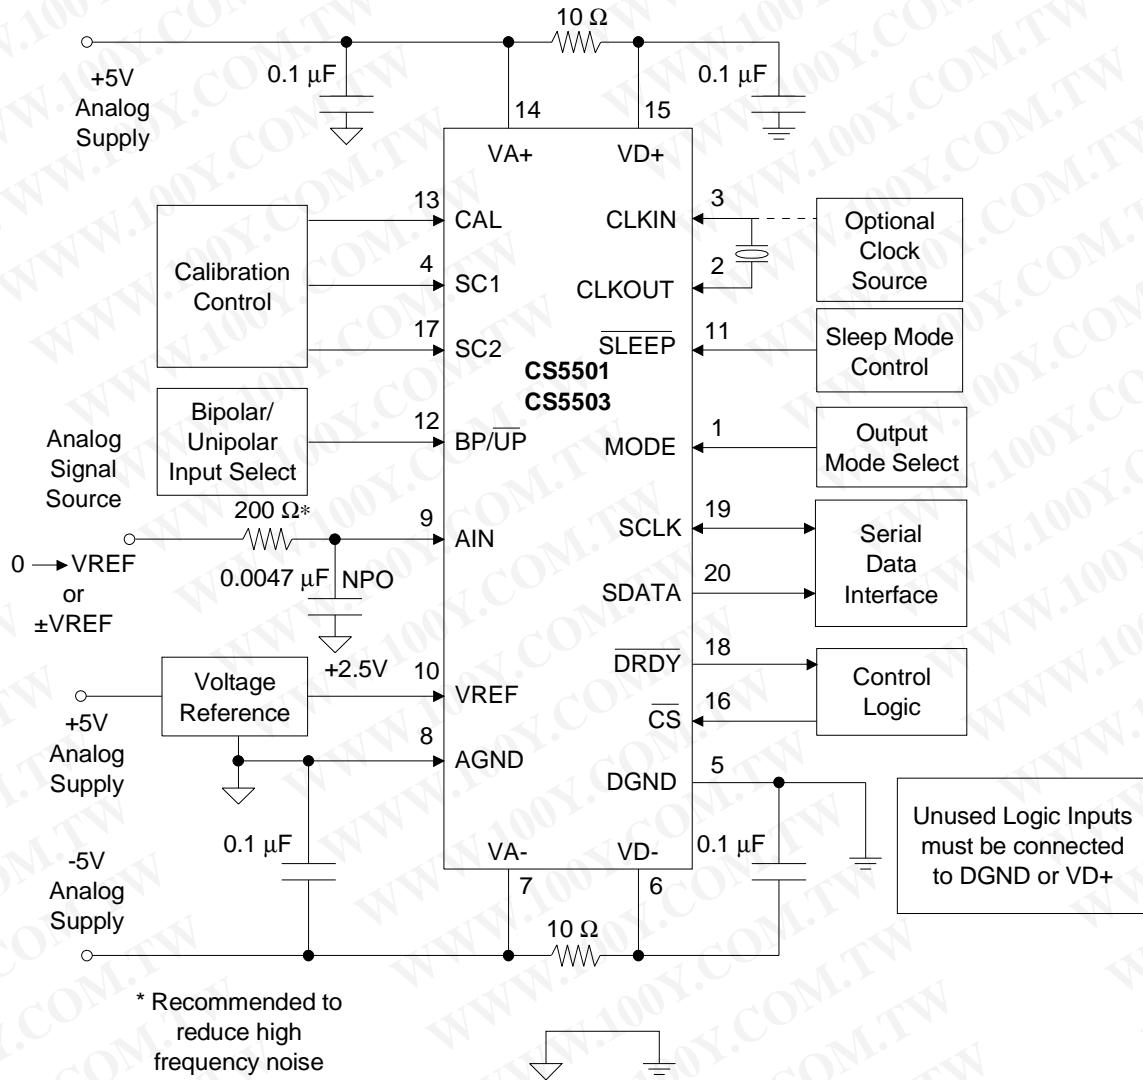 10 Ω
+5V
Analog
Supply
0.1 µF
0.1 µF
14
15
VA+
VD+
13
CAL
4
SC1
17
SC2
Calibration
Control
3
CLKIN
2
CLKOUT
Optional
Clock
Source
11
SLEEP
Sleep Mode
Control
CS5501
CS5503
Bipolar/
Unipolar
Input Select
12
BP/UP
1
MODE
Output
Mode Select
Analog
Signal
Source
200 Ω*
9
AIN
0 → VREF
or
±VREF
0.0047 µF
NPO
19
SCLK
20
SDATA
Serial
Data
Interface
18
DRDY
16
CS
Control
Logic
+2.5V
10
VREF
Voltage
Reference
+5V
Analog
Supply
8
AGND
5
DGND
0.1 µF
0.1 µF
Unused Logic Inputs
must be connected
to DGND or VD+
-5V
Analog
Supply
VA-
VD-
7
6
10 Ω
* Recommended to
reduce high
frequency noise
WWW.100Y.COM.TW